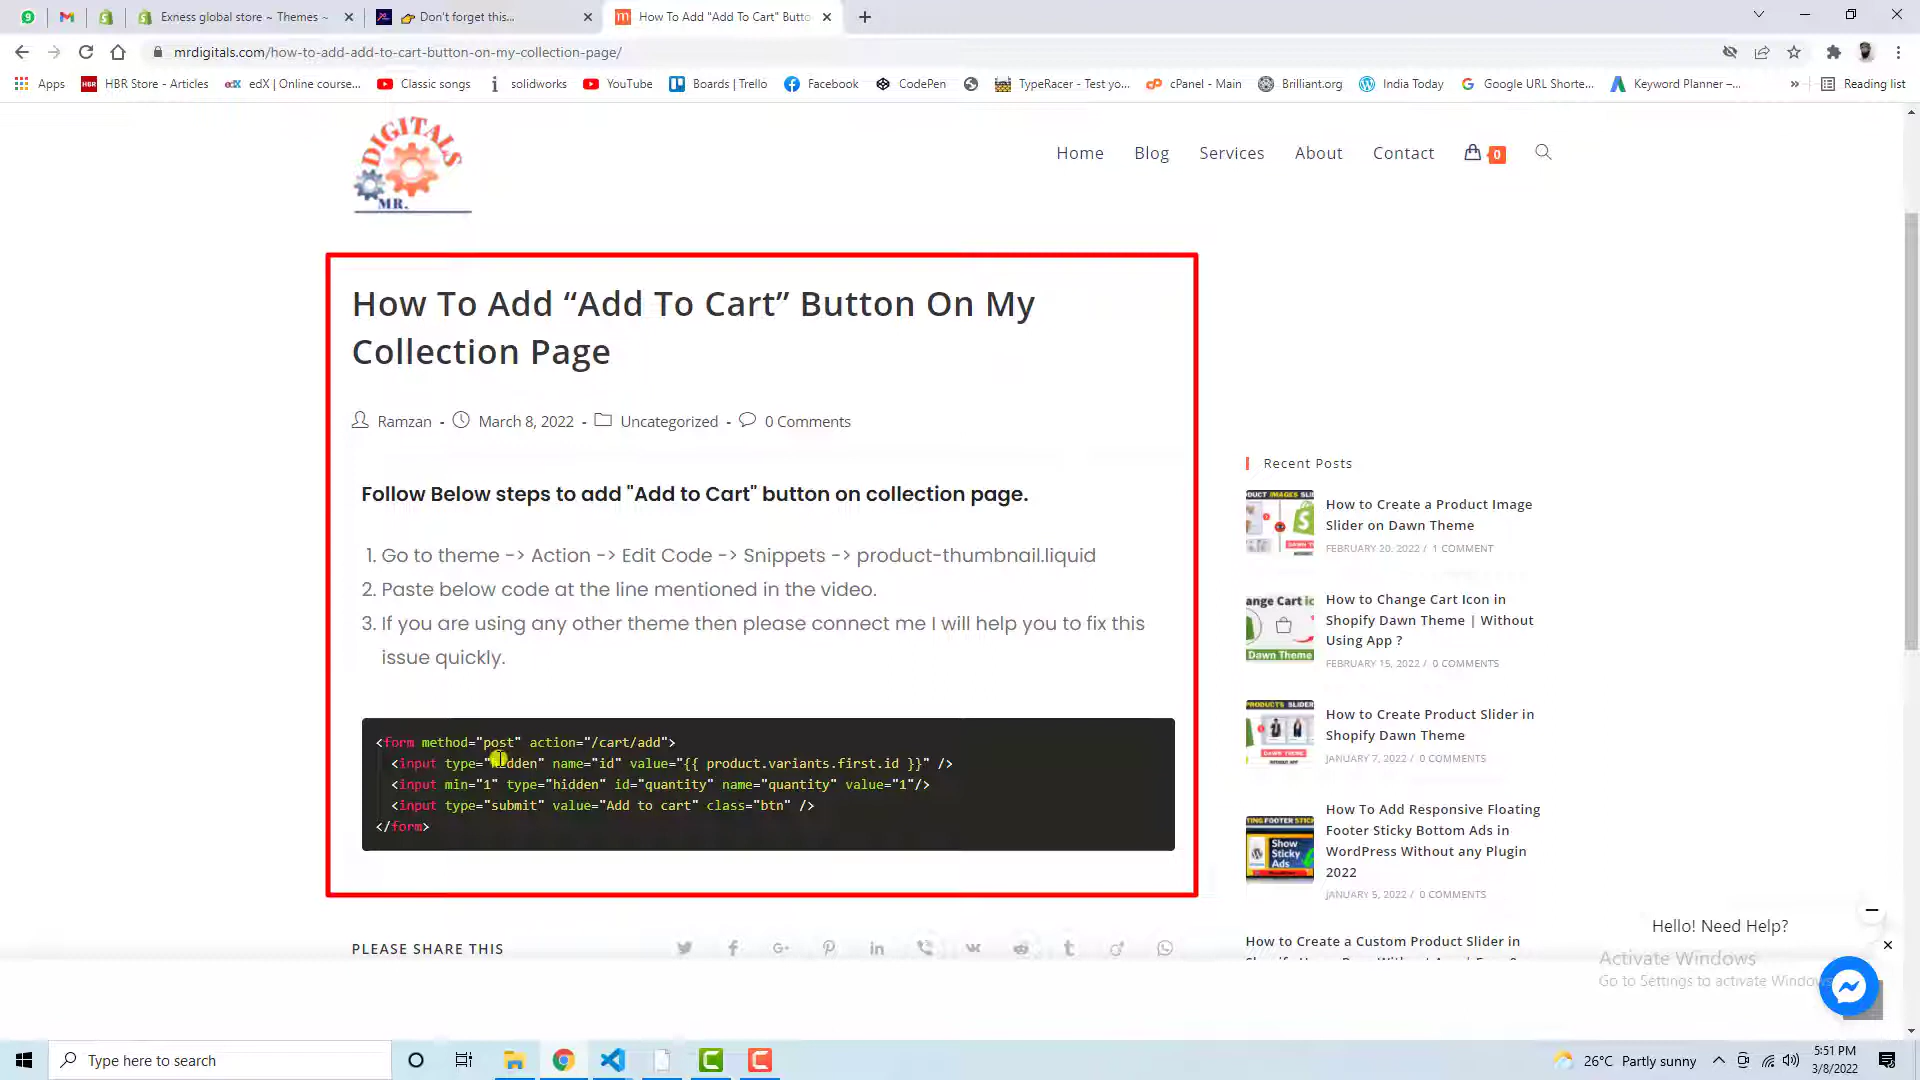 Exness global store ~ Themes ~
Don't forget this...
How To Add "Add To Cart" Butto
mrdigitals.com/how-to-add-add-to-cart-button-on-my-collection-page/
Apps
HBR Store - Articles
edX | Online course...
Classic songs
solidworks
YouTube
Boards | Trello
Facebook
CodePen
TypeRacer - Test yo...
cPanel - Main
Brilliant.org
India Today
Google URL Shorte...
Keyword Planner –...
»
Reading list
DIGITALS
MR.
Home
Blog
Services
About
Contact
0
How To Add “Add To Cart” Button On My
Collection Page
Ramzan - March 8, 2022 - Uncategorized - 0 Comments
Follow Below steps to add "Add to Cart" button on collection page.
1. Go to theme -> Action -> Edit Code -> Snippets -> product-thumbnail.liquid
2. Paste below code at the line mentioned in the video.
3. If you are using any other theme then please connect me I will help you to fix this
issue quickly.
<form method="post" action="/cart/add">
<input type="hidden" name="id" value="{{ product.variants.first.id }}" />
<input min="1" type="hidden" id="quantity" name="quantity" value="1"/>
<input type="submit" value="Add to cart" class="btn" />
</form>
PLEASE SHARE THIS
Recent Posts
How to Create a Product Image
Slider on Dawn Theme
FEBRUARY 20, 2022 / 1 COMMENT
How to Change Cart Icon in
Shopify Dawn Theme | Without
Using App ?
FEBRUARY 15, 2022 / 0 COMMENTS
Dawn Theme
How to Create Product Slider in
Shopify Dawn Theme
JANUARY 7, 2022 / 0 COMMENTS
How To Add Responsive Floating
Footer Sticky Bottom Ads in
WordPress Without any Plugin
2022
JANUARY 5, 2022 / 0 COMMENTS
Show
Sticky
Ads
How to Create a Custom Product Slider in
Hello! Need Help?
Activate Windows
Go to Settings to activate Windows
Type here to search
26°C Partly sunny
5:51 PM
3/8/2022